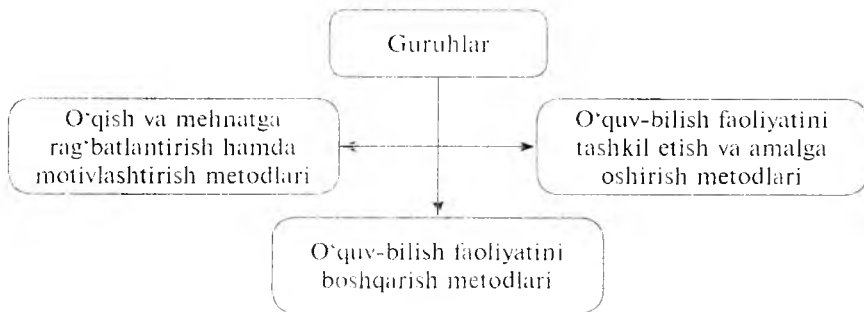 Guruhlar
O‘qish va mehnatga
rag‘batlantirish hamda
motivlashtirish metodlari
O‘quv-bilish faoliyatini
tashkil etish va amalga
oshirish metodlari
O‘quv-bilish faoliyatini
boshqarish metodlari